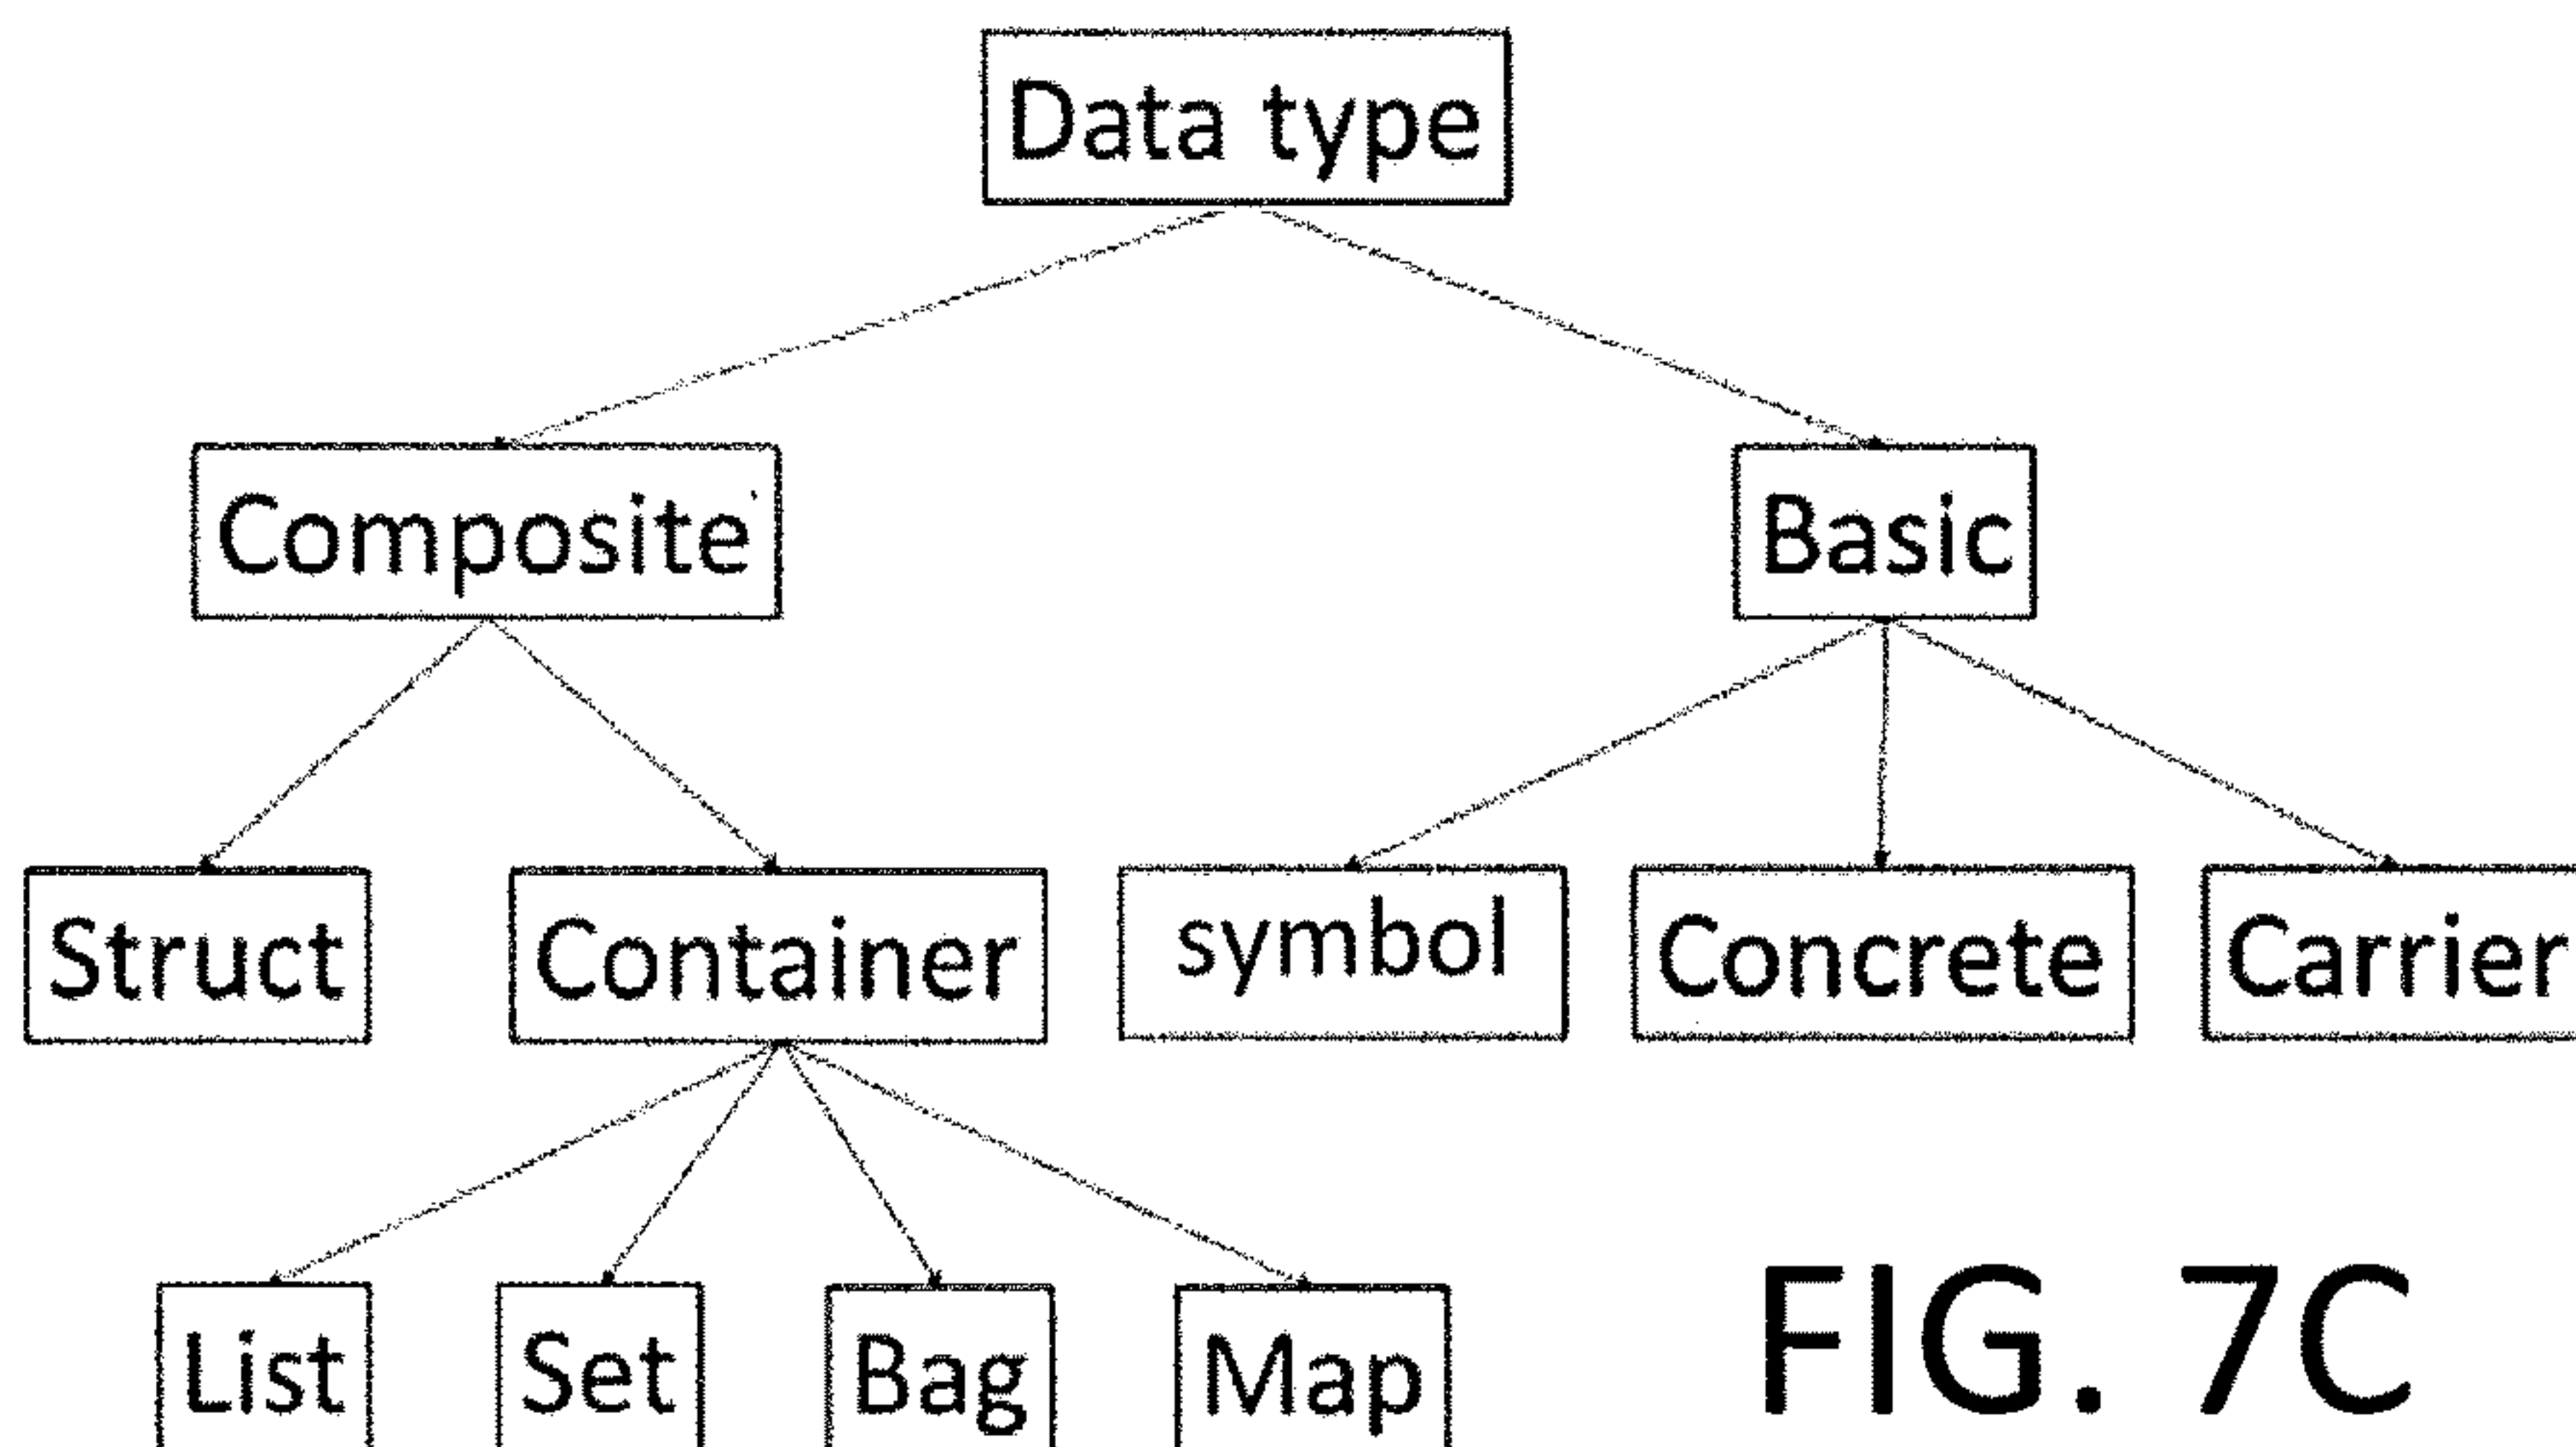 Data type
Composite
Basic
Struct
Container
symbol
Concrete
Carrier
List
Set
Bag
Map
FIG. 7C